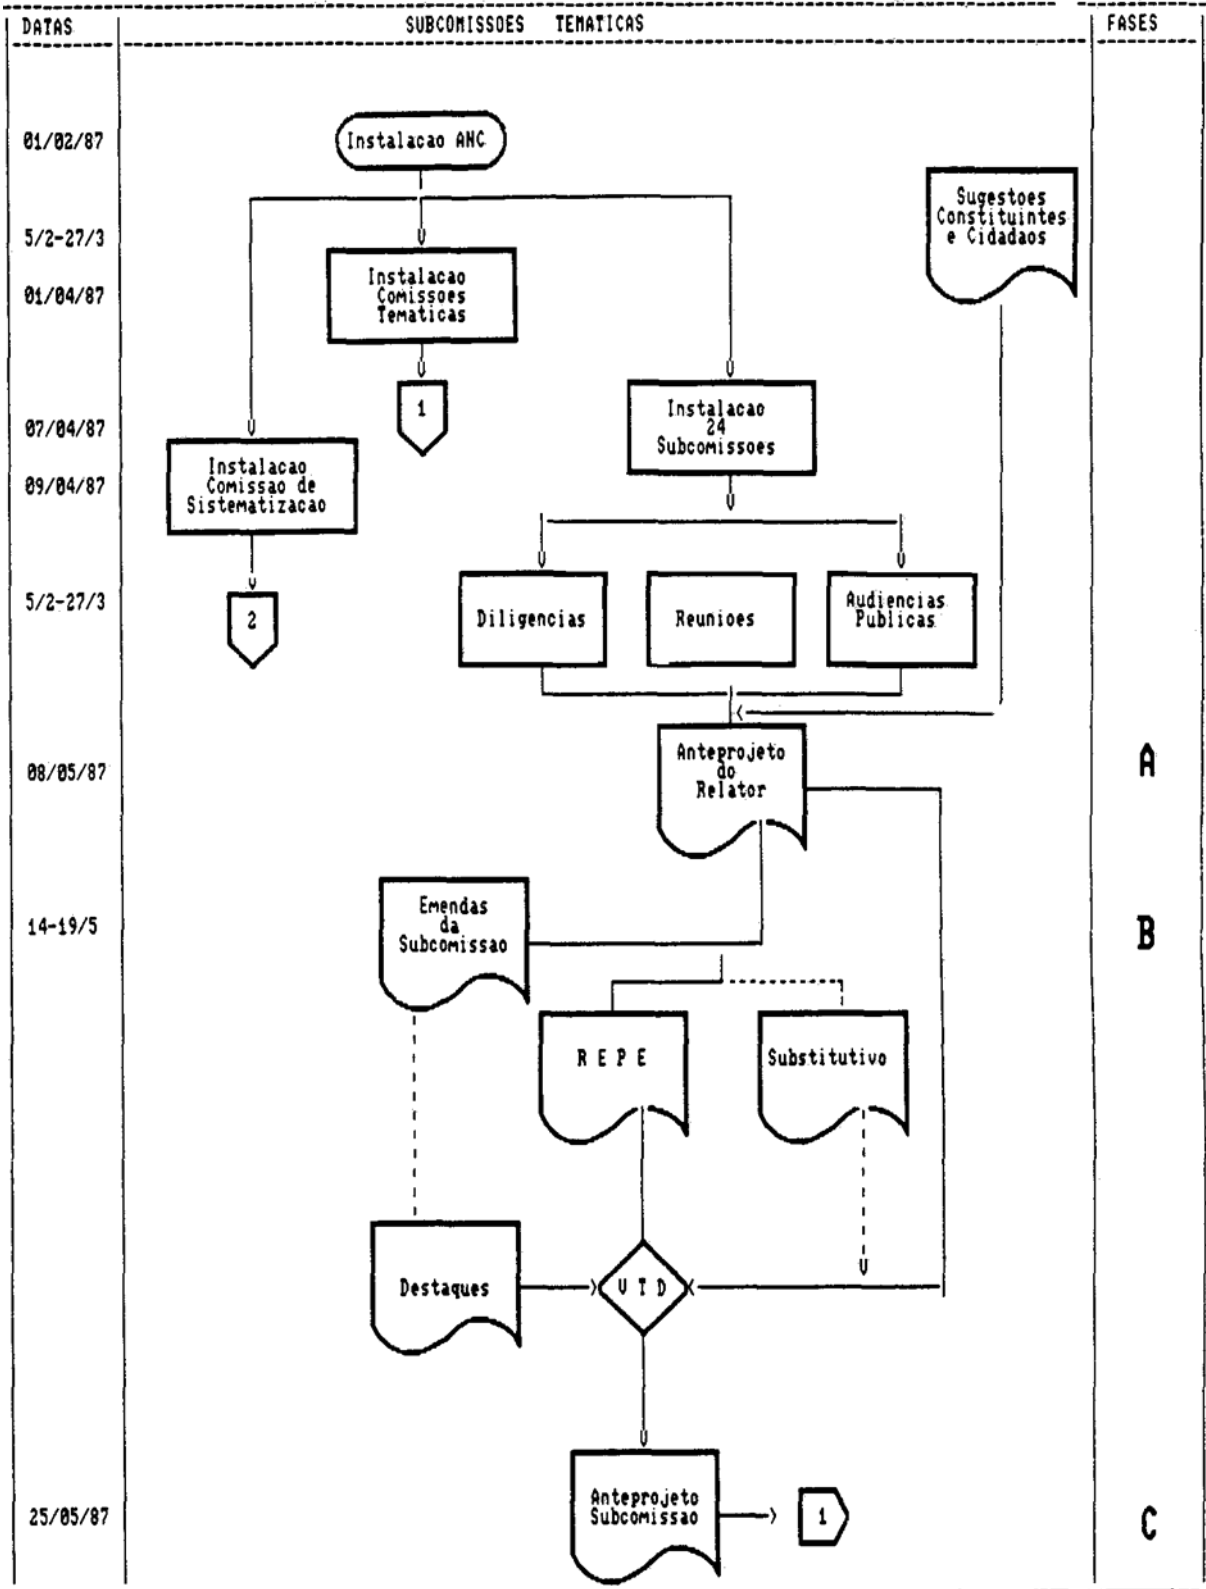 DATAS
SUBCOMISSOES TEMATICAS
FASES
01/02/87
Instalacao ANC
Sugestoes
Constituintes
e Cidadaos
5/2-27/3
01/04/87
Instalacao
Comissoes
Tematicas
1
Instalacao
24
Subcomissoes
07/04/87
09/04/87
Instalacao
Comissao de
Sistematizacao
5/2-27/3
2
Diligencias
Reunioes
Audiencias
Publicas
08/05/87
Anteprojeto
do
Relator
A
14-19/5
Emendas
da
Subcomissao
B
R E P E
Substitutivo
Destaques
V T D
25/05/87
Anteprojeto
Subcomissao
1
C